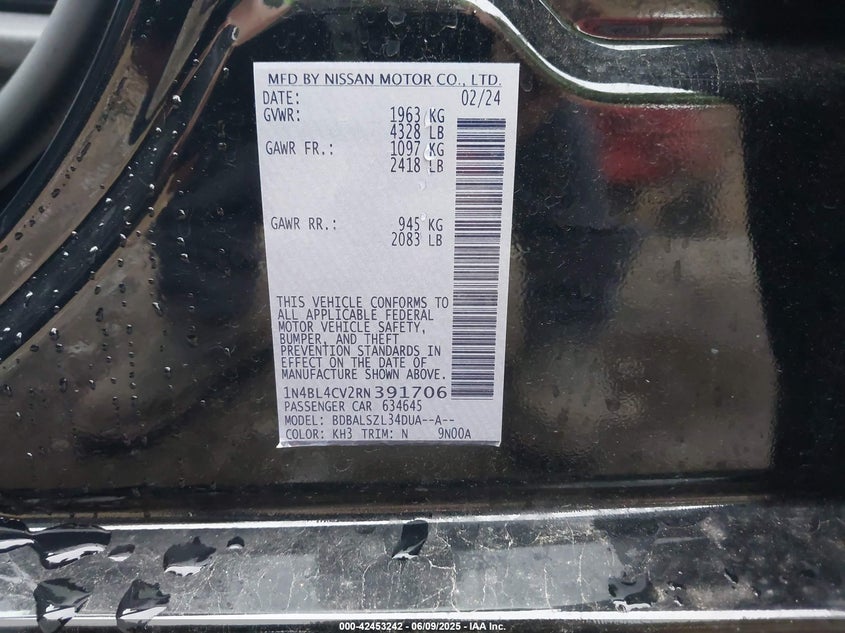 MFD BY NISSAN MOTOR CO., LTD.
DATE: 02/24
GVWR: 1963 KG
4328 LB
GAWR FR.: 1097 KG
2418 LB
GAWR RR.: 945 KG
2083 LB
THIS VEHICLE CONFORMS TO
ALL APPLICABLE FEDERAL
MOTOR VEHICLE SAFETY,
BUMPER, AND THEFT
PREVENTION STANDARDS IN
EFFECT ON THE DATE OF
MANUFACTURE SHOWN ABOVE.
1N4BL4CV2RN391706
PASSENGER CAR 634645
MODEL: BDBALSZL34DUA--A--
COLOR: KH3 TRIM: N 9N00A
000-42453242 - 06/09/2025 - IAA Inc.